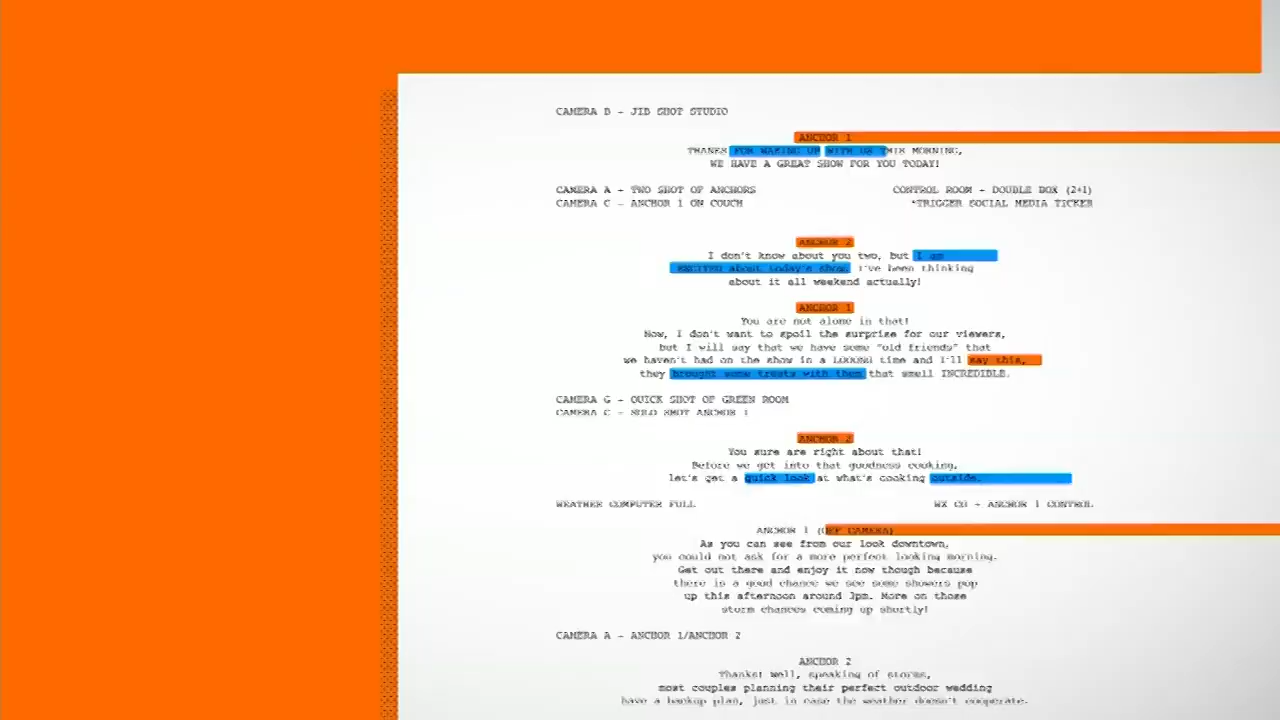 CAMERA B - JIB SHOT STUDIO
ANCHOR 1
THANKS FOR WAKING UP WITH US THIS MORNING,
WE HAVE A GREAT SHOW FOR YOU TODAY!
CAMERA A - TWO SHOT OF ANCHORS
CONTROL ROOM - DOUBLE BOX (2+1)
CAMERA C - ANCHOR 1 ON COUCH
*TRIGGER SOCIAL MEDIA TICKER
ANCHOR 2
I don't know about you two, but I am
EXCITED about today's show. I've been thinking
about it all weekend actually!
ANCHOR 1
You are not alone in that!
Now, I don't want to spoil the surprise for our viewers,
but I will say that we have some "old friends" that
we haven't had on the show in a time and I'll say this,
they brought some treats with them that smell INCREDIBLE.
CAMERA G - QUICK SHOT OF GREEN ROOM
CAMERA C - SOLO SHOT ANCHOR 1
ANCHOR 2
You sure are right about that!
Before we get into that goodness cooking,
let's get a quick look at what's cooking outside.
WEATHER COMPUTER FULL
WX CG - ANCHOR 1 CONTROL
ANCHOR 1 (OFF CAMERA)
As you can see from our look downtown,
you could not ask for a more perfect looking morning.
Get out there and enjoy it now though because
there is a good chance we see some showers pop
up this afternoon around 3pm. More on those
storm chances coming up shortly!
CAMERA A - ANCHOR 1/ANCHOR 2
ANCHOR 2
Thanks! Well, speaking of storms,
most couples planning their perfect outdoor wedding
have a backup plan, just in case the weather doesn't cooperate.